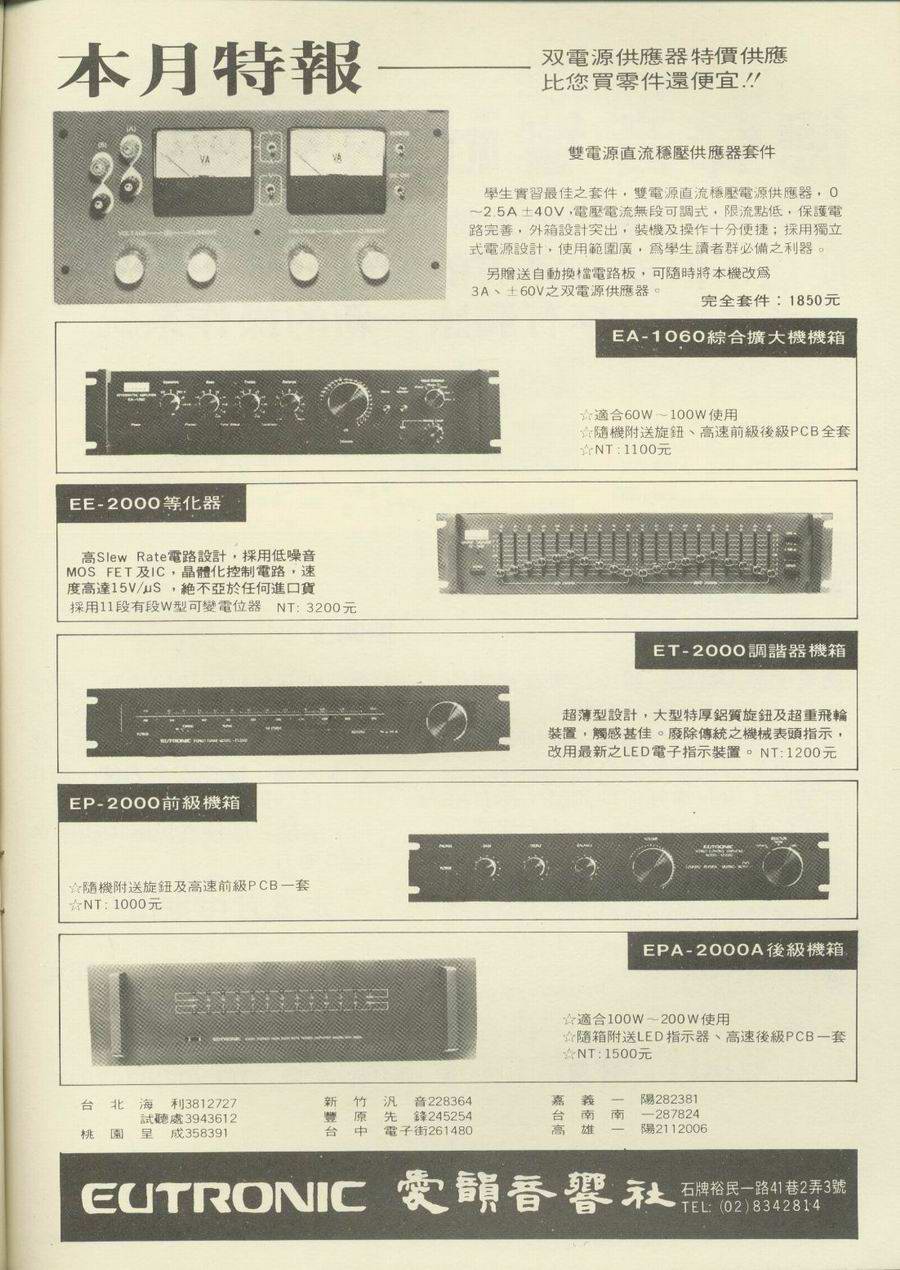 本月特報
双電源供應器特價供應
比您買零件還便宜!!
VA
VA
雙電源直流穩壓供應器套件
學生實習最佳之套件，雙電源直流穩壓電源供應器，0
～2.5A ±40V，電壓電流無段可調式，限流點低，保護電
路完善，外箱設計突出，裝機及操作十分便捷；採用獨立
式電源設計，使用範圍廣，爲學生讀者群必備之利器。
另贈送自動換檔電路板，可隨時將本機改爲
3A、±60V之双電源供應器。
完全套件：1850元
EA-1060綜合擴大機機箱
☆適合60W～100W使用
☆隨機附送旋鈕、高速前級後級PCB全套
☆NT:1100元
EE-2000等化器
高Slew Rate電路設計，採用低噪音
MOS FET及IC，晶體化控制電路，速
度高達15V/μS，絕不亞於任何進口貨
採用11段有段W型可變電位器 NT: 3200元
ET-2000調諧器機箱
超薄型設計，大型特厚鋁質旋鈕及超重飛輪
裝置，觸感甚佳。廢除傳統之機械表頭指示，
改用最新之LED電子指示裝置。NT:1200元
EP-2000前級機箱
☆隨機附送旋鈕及高速前級PCB一套
☆NT: 1000元
EPA-2000A後級機箱
☆適合100W～200W使用
☆隨箱附送LED指示器、高速後級PCB一套
☆NT:1500元
台北海利3812727
試聽處3943612
桃園呈成358391
新竹汎音228364
豐原先鋒245254
台中電子街261480
嘉義一陽282381
台南南一287824
高雄一陽2112006
EUTRONIC 愛韻音響社
石牌裕民一路41巷2弄3號
TEL: (02)8342814